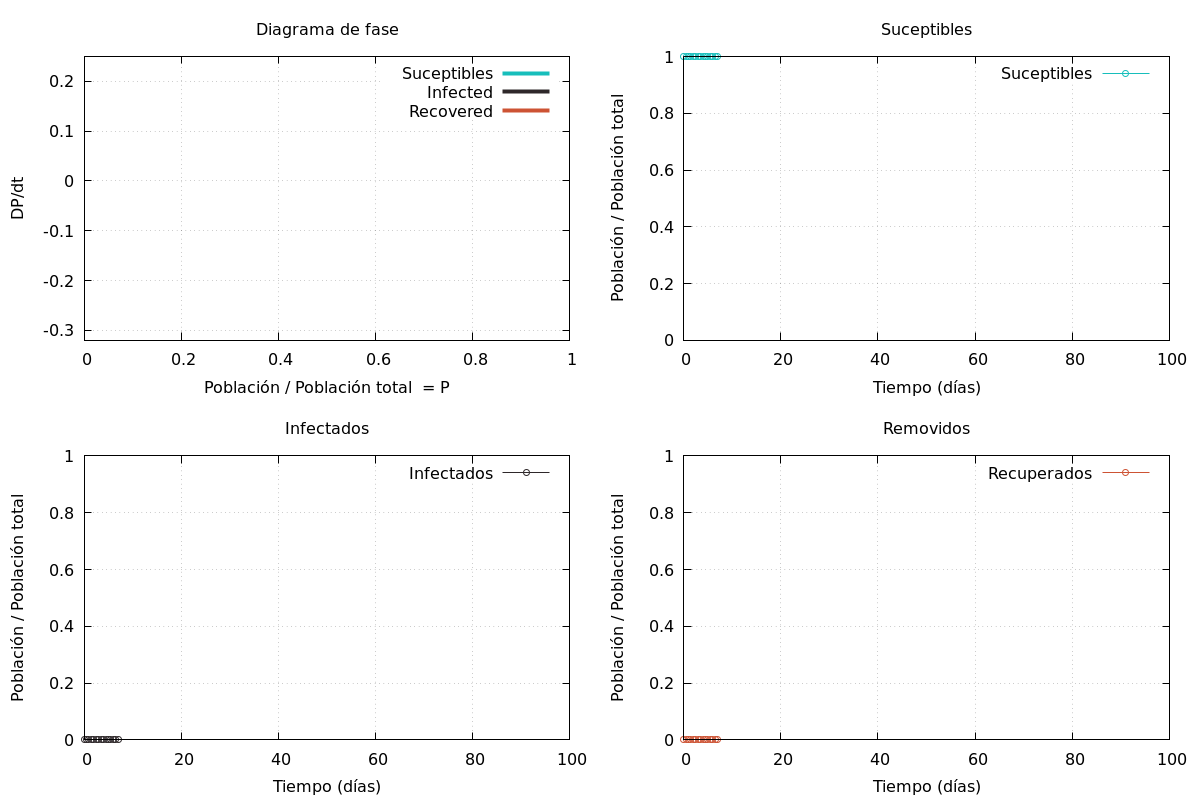 Diagrama de fase
Suceptibles
Infected
Recovered
0.2
0.1
0
-0.1
-0.2
-0.3
DP/dt
0 0.2 0.4 0.6 0.8 1
Población / Población total = P
Suceptibles
Suceptibles
1
0.8
0.6
0.4
0.2
0
Población / Población total
0 20 40 60 80 100
Tiempo (días)
Infectados
Infectados
1
0.8
0.6
0.4
0.2
0
Población / Población total
0 20 40 60 80 100
Tiempo (días)
Removidos
Recuperados
1
0.8
0.6
0.4
0.2
0
Población / Población total
0 20 40 60 80 100
Tiempo (días)